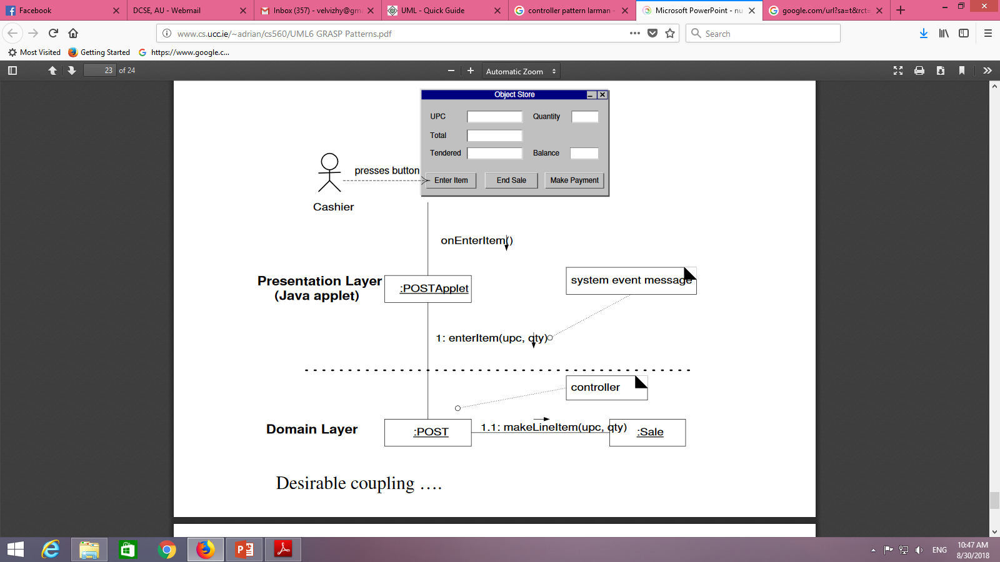 Facebook
DCSE, AU - Webmail
Inbox (357) - velvizhy@gm
UML - Quick Guide
controller pattern larman -
Microsoft PowerPoint - nu
google.com/url?sa=t&rct=
www.cs.ucc.ie/~adrian/cs560/UML6 GRASP Patterns.pdf
Search
Most Visited
Getting Started
https://www.google.c...
23 of 24
Automatic Zoom
Object Store
UPC
Quantity
Total
Tendered
Balance
presses button
Enter Item
End Sale
Make Payment
Cashier
onEnterItem()
Presentation Layer
(Java applet)
:POSTApplet
system event message
1: enterItem(upc, qty)
controller
Domain Layer
:POST
1.1: makeLineItem(upc, qty)
:Sale
Desirable coupling ….
ENG
10:47 AM
8/30/2018